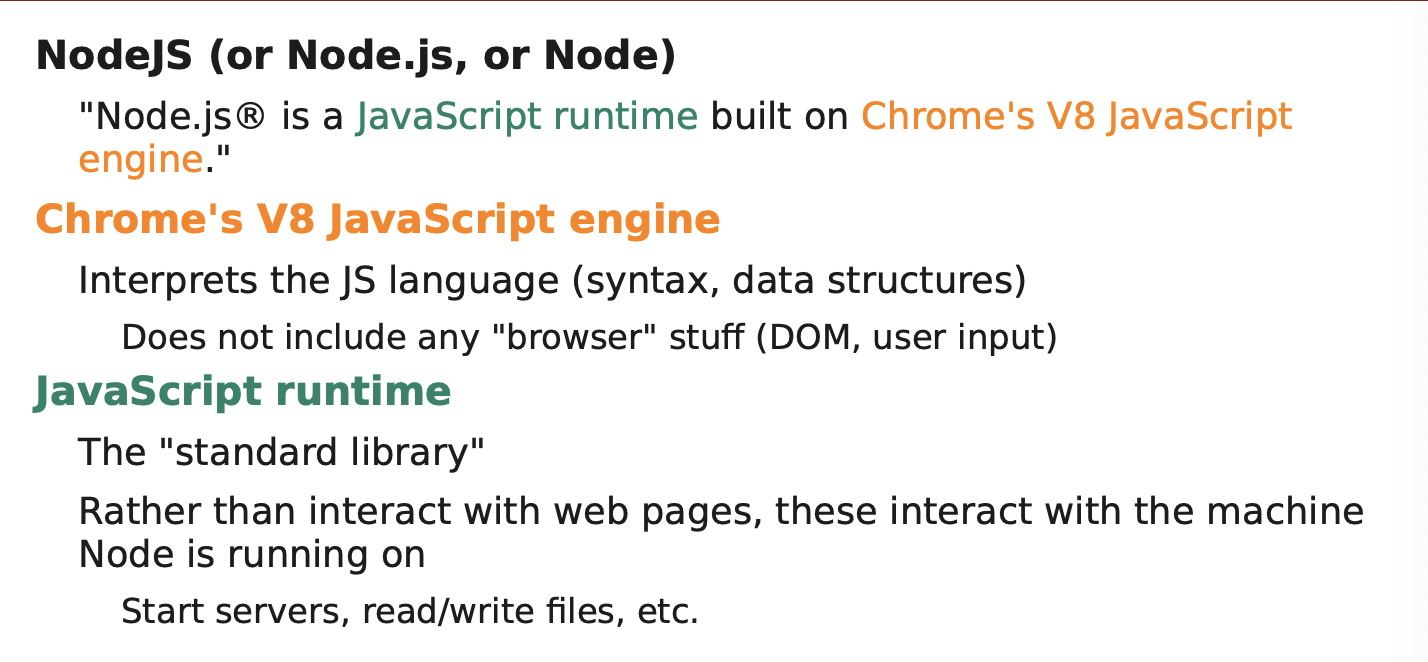 NodeJS (or Node.js, or Node)
"Node.js® is a JavaScript runtime built on Chrome's V8 JavaScript
engine."
Chrome's V8 JavaScript engine
Interprets the JS language (syntax, data structures)
Does not include any "browser" stuff (DOM, user input)
JavaScript runtime
The "standard library"
Rather than interact with web pages, these interact with the machine
Node is running on
Start servers, read/write files, etc.